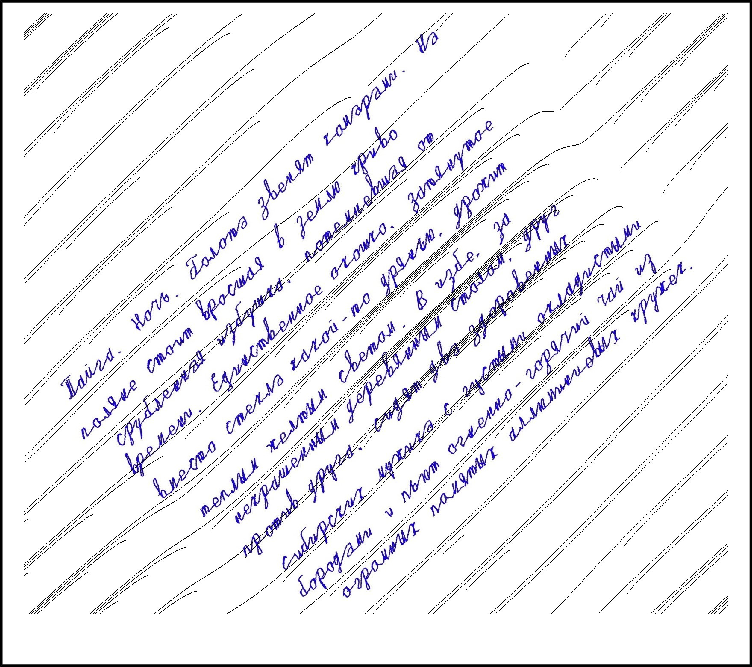 Тайга. Ночь. Болота звенят комарами. На
поляне стоит вросшая в землю криво
срубленная избушка, потемневшая от
времени. Единственное окошко, затянутое
вместо стекла какой-то дрянью, дрожит
теплым желтым светом. В избе, за
некрашенным деревянным столом, друг
против друга, сидят два здоровенных
сибирских мужика с густыми окладистыми
бородами и пьют огненно-горячий чай из
огромных помятых алюминиевых кружек.